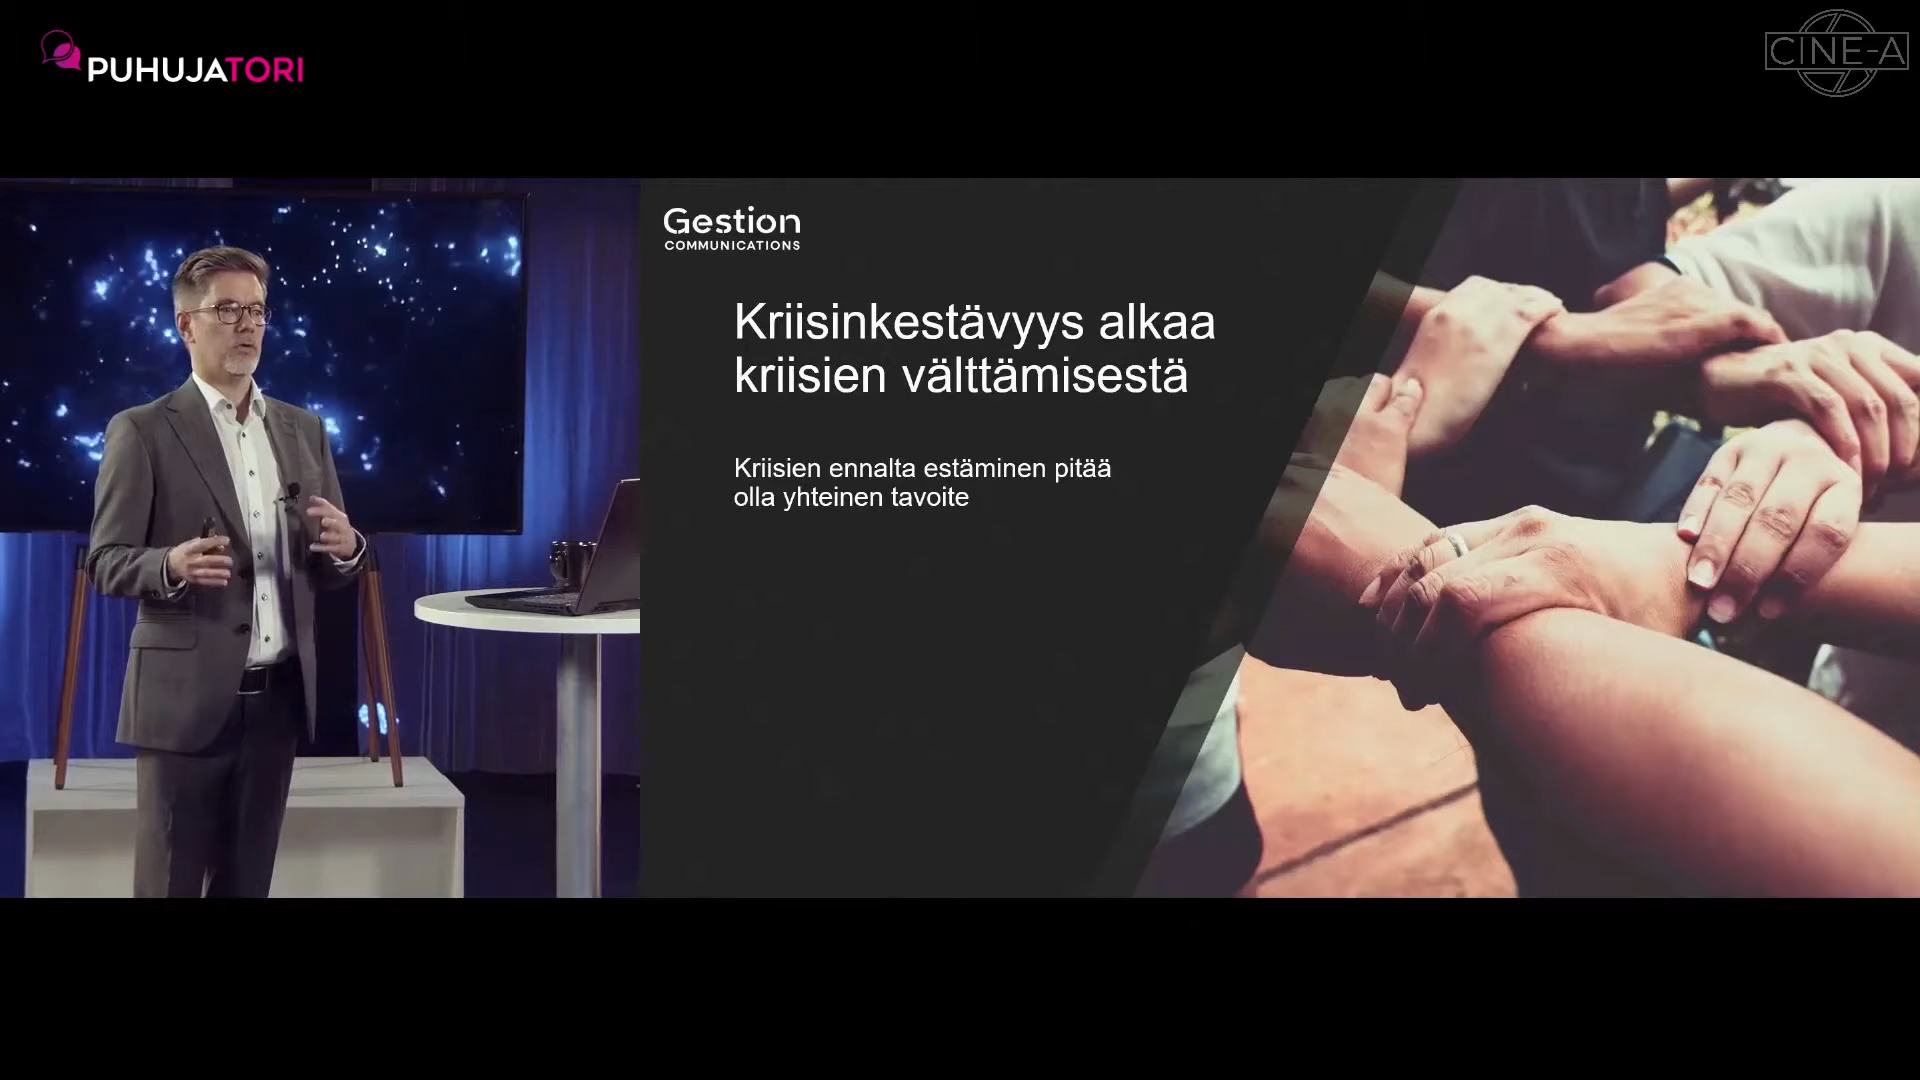 PUHUJATORI
CINE-A
Gestion
COMMUNICATIONS
Kriisinkestävyys alkaa
kriisien välttämisestä
Kriisien ennalta estäminen pitää
olla yhteinen tavoite